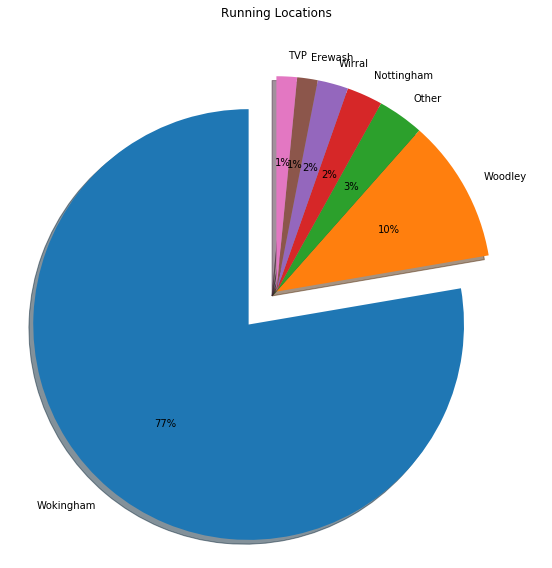 Running Locations
TVP
Erewash
Wirral
Nottingham
Other
Woodley
1%
1%
2%
2%
3%
10%
77%
Wokingham